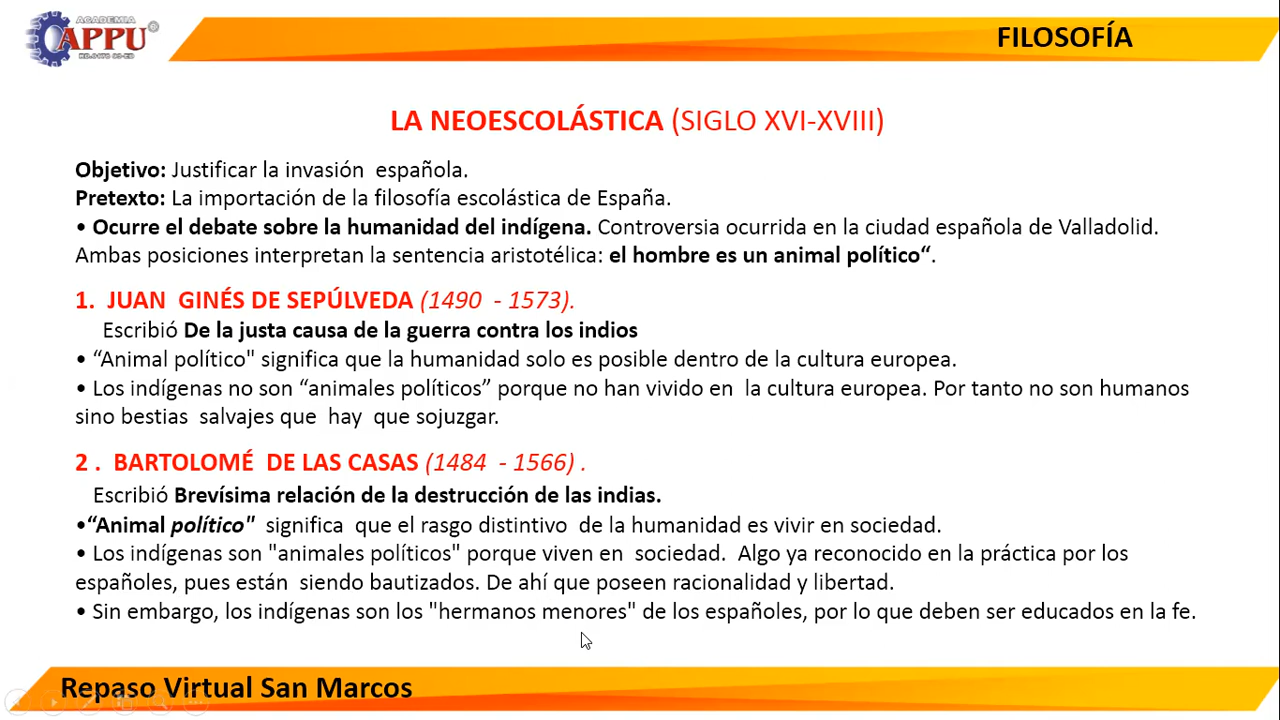 ACADEMIA
APPU
FILOSOFÍA
LA NEOESCOLÁSTICA (SIGLO XVI-XVIII)
Objetivo: Justificar la invasión española.
Pretexto: La importación de la filosofía escolástica de España.
• Ocurre el debate sobre la humanidad del indígena. Controversia ocurrida en la ciudad española de Valladolid.
Ambas posiciones interpretan la sentencia aristotélica: el hombre es un animal político“.
1. JUAN GINÉS DE SEPÚLVEDA (1490 - 1573).
Escribió De la justa causa de la guerra contra los indios
• “Animal político" significa que la humanidad solo es posible dentro de la cultura europea.
• Los indígenas no son “animales políticos” porque no han vivido en la cultura europea. Por tanto no son humanos
sino bestias salvajes que hay que sojuzgar.
2 . BARTOLOMÉ DE LAS CASAS (1484 - 1566) .
Escribió Brevísima relación de la destrucción de las indias.
•“Animal político" significa que el rasgo distintivo de la humanidad es vivir en sociedad.
• Los indígenas son "animales políticos" porque viven en sociedad. Algo ya reconocido en la práctica por los
españoles, pues están siendo bautizados. De ahí que poseen racionalidad y libertad.
• Sin embargo, los indígenas son los "hermanos menores" de los españoles, por lo que deben ser educados en la fe.
Repaso Virtual San Marcos